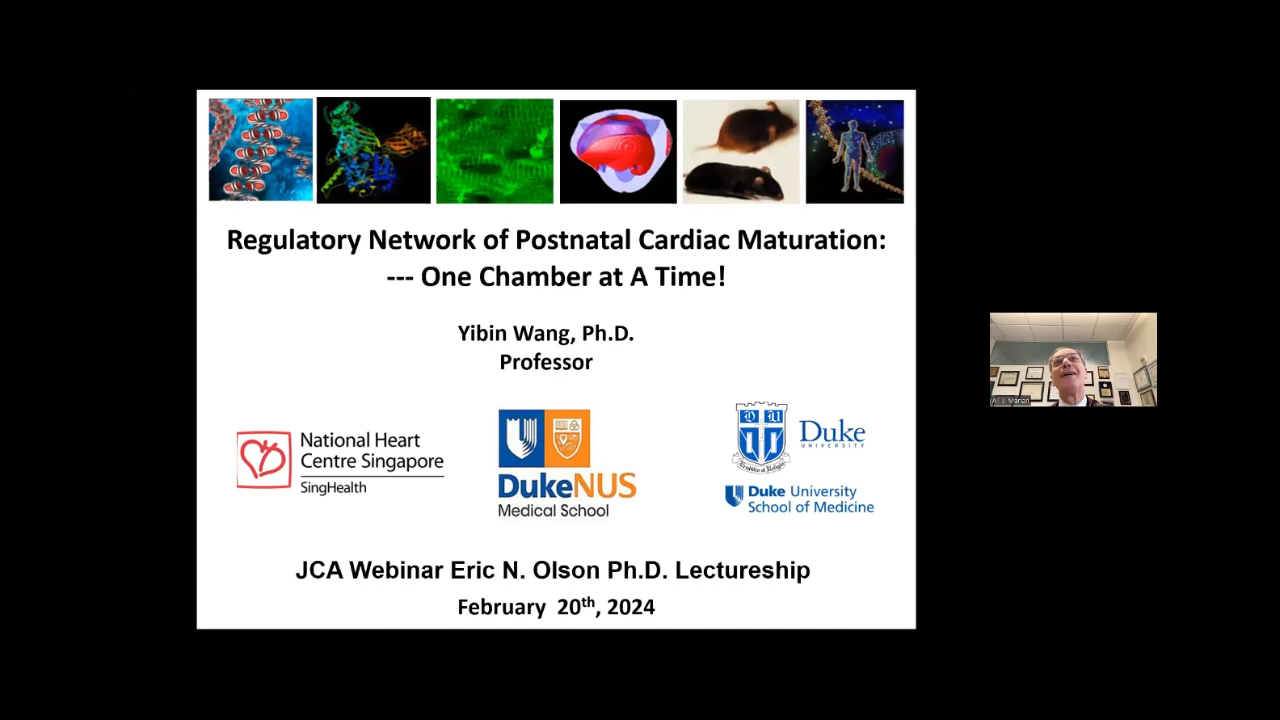 Regulatory Network of Postnatal Cardiac Maturation:
--- One Chamber at A Time!
Yibin Wang, Ph.D.
Professor
National Heart
Centre Singapore
SingHealth
DukeNUS
Medical School
Duke
UNIVERSITY
Duke University
School of Medicine
JCA Webinar Eric N. Olson Ph.D. Lectureship
February 20th, 2024
A. J. Marian